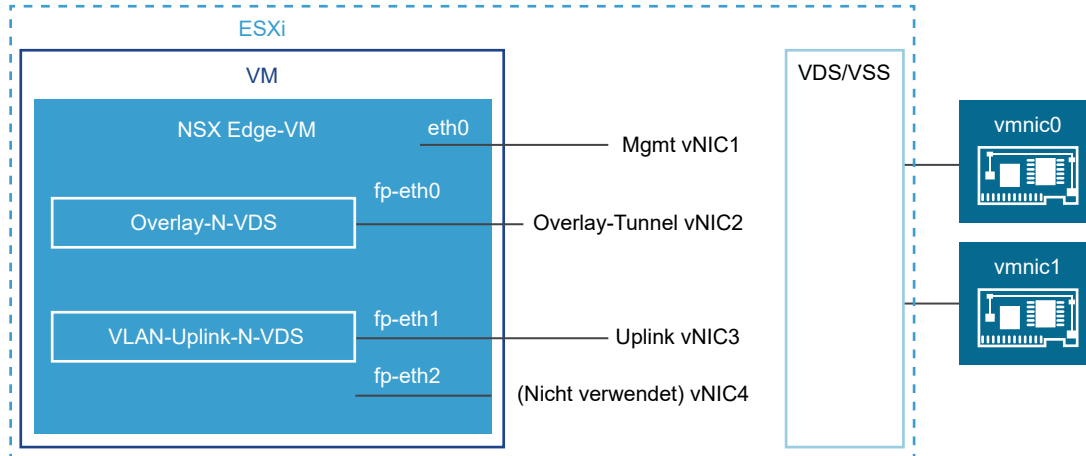 ESXi
VM
VDS/VSS
NSX Edge-VM
eth0
Mgmt vNIC1
vmnic0
fp-eth0
Overlay-N-VDS
Overlay-Tunnel vNIC2
vmnic1
fp-eth1
VLAN-Uplink-N-VDS
Uplink vNIC3
fp-eth2
(Nicht verwendet) vNIC4